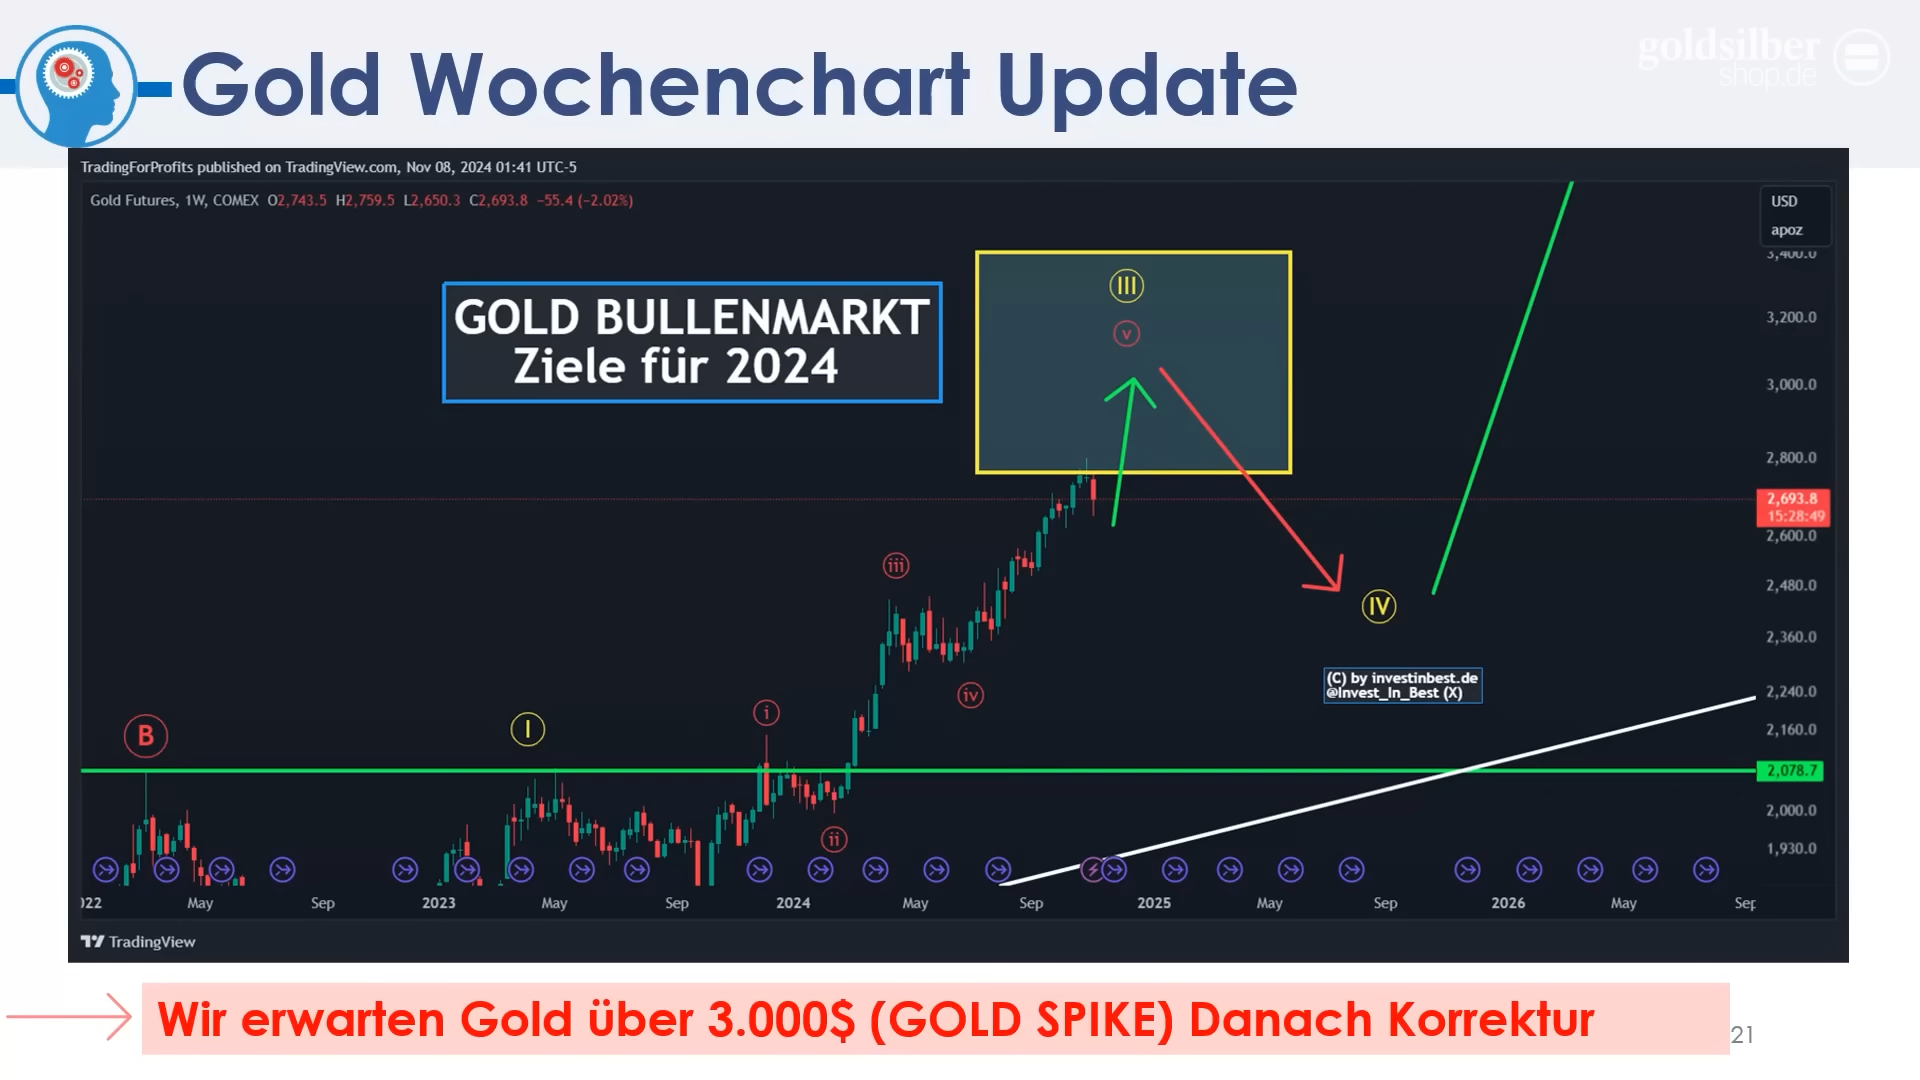 Gold Wochenchart Update
goldsilber
shop.de
TradingForProfits published on TradingView.com, Nov 08, 2024 01:41 UTC-5
Gold Futures, 1W, COMEX O2,743.5 H2,759.5 L2,650.3 C2,693.8 −55.4 (−2.02%)
USD
apoz
3,400.0
GOLD BULLENMARKT
Ziele für 2024
III
v
3,200.0
3,000.0
2,800.0
2,693.8
15:28:49
2,600.0
iii
2,480.0
IV
2,360.0
(C) by investinbest.de
@Invest_In_Best (X)
iv
2,240.0
i
B
I
2,160.0
2,078.7
2,000.0
ii
1,930.0
022 May Sep 2023 May Sep 2024 May Sep 2025 May Sep 2026 May Sep
TradingView
Wir erwarten Gold über 3.000$ (GOLD SPIKE) Danach Korrektur
21